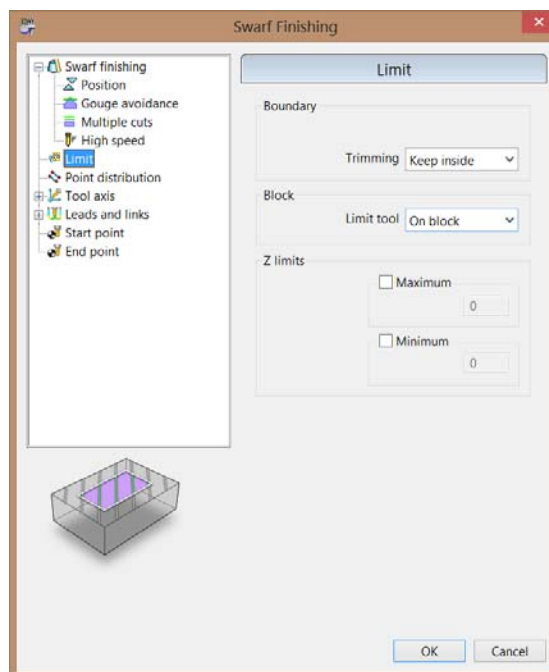 Swarf Finishing
Swarf finishing
Position
Gouge avoidance
Multiple cuts
High speed
Limit
Point distribution
Tool axis
Leads and links
Start point
End point
Limit
Boundary
Trimming Keep inside
Block
Limit tool On block
Z limits
Maximum
0
Minimum
0
OK Cancel